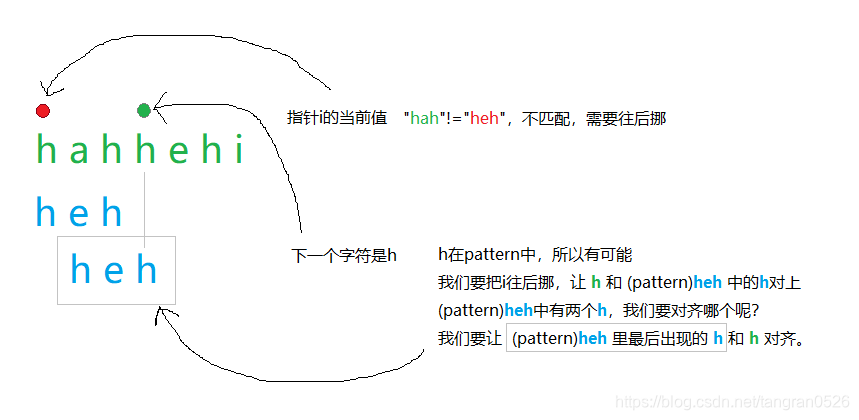 指针i的当前值 "hah"!="heh"，不匹配，需要往后挪
h a h h e h i
h e h
h e h
下一个字符是h
h在pattern中，所以有可能
我们要把i往后挪，让 h 和 (pattern)heh 中的h对上
(pattern)heh中有两个h，我们要对齐哪个呢？
我们要让 (pattern)heh 里最后出现的 h 和 h 对齐。
https://blog.csdn.net/tangran0526